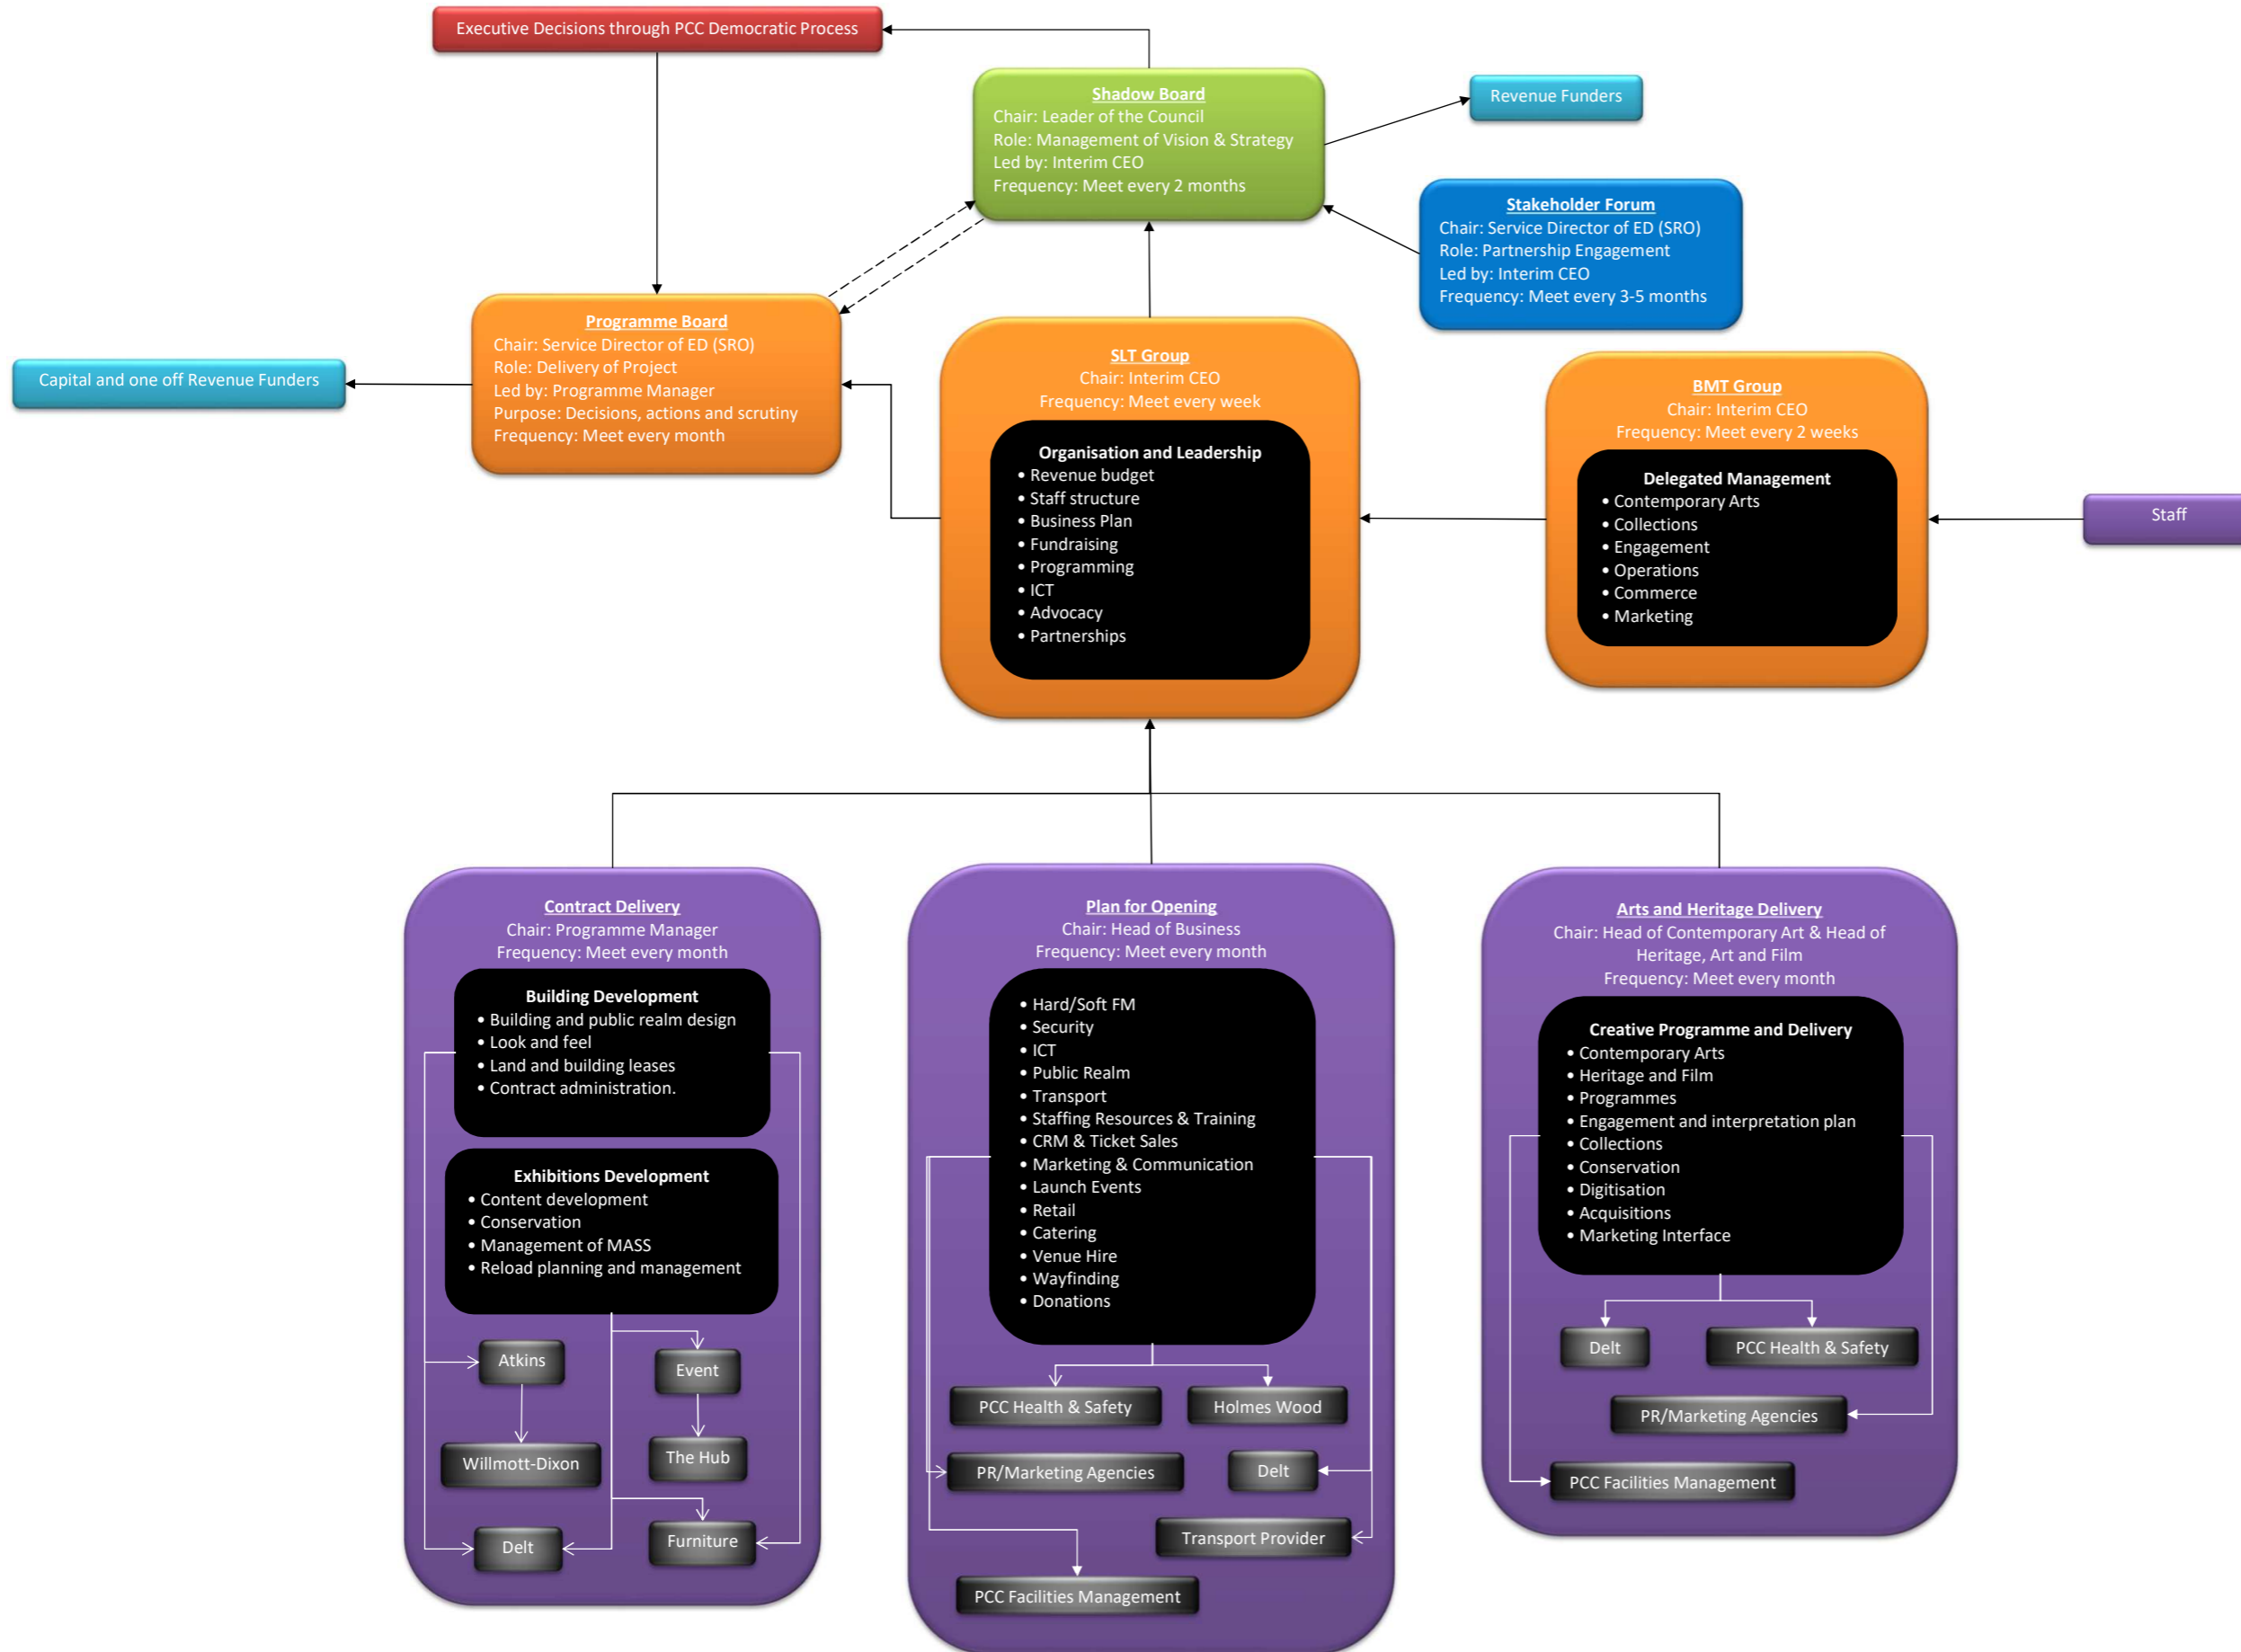 Executive Decisions through PCC Democratic Process
Shadow Board
Chair: Leader of the Council
Role: Management of Vision & Strategy
Led by: Interim CEO
Frequency: Meet every 2 months
Revenue Funders
Stakeholder Forum
Chair: Service Director of ED (SRO)
Role: Partnership Engagement
Led by: Interim CEO
Frequency: Meet every 3-5 months
Programme Board
Chair: Service Director of ED (SRO)
Role: Delivery of Project
Led by: Programme Manager
Purpose: Decisions, actions and scrutiny
Frequency: Meet every month
Capital and one off Revenue Funders
SLT Group
Chair: Interim CEO
Frequency: Meet every week
Organisation and Leadership
• Revenue budget
• Staff structure
• Business Plan
• Fundraising
• Programming
• ICT
• Advocacy
• Partnerships
BMT Group
Chair: Interim CEO
Frequency: Meet every 2 weeks
Delegated Management
• Contemporary Arts
• Collections
• Engagement
• Operations
• Commerce
• Marketing
Staff
Contract Delivery
Chair: Programme Manager
Frequency: Meet every month
Building Development
• Building and public realm design
• Look and feel
• Land and building leases
• Contract administration.
Exhibitions Development
• Content development
• Conservation
• Management of MASS
• Reload planning and management
Atkins
Event
Willmott-Dixon
The Hub
Delt
Furniture
Plan for Opening
Chair: Head of Business
Frequency: Meet every month
• Hard/Soft FM
• Security
• ICT
• Public Realm
• Transport
• Staffing Resources & Training
• CRM & Ticket Sales
• Marketing & Communication
• Launch Events
• Retail
• Catering
• Venue Hire
• Wayfinding
• Donations
PCC Health & Safety
Holmes Wood
PR/Marketing Agencies
Delt
Transport Provider
PCC Facilities Management
Arts and Heritage Delivery
Chair: Head of Contemporary Art & Head of
Heritage, Art and Film
Frequency: Meet every month
Creative Programme and Delivery
• Contemporary Arts
• Heritage and Film
• Programmes
• Engagement and interpretation plan
• Collections
• Conservation
• Digitisation
• Acquisitions
• Marketing Interface
Delt
PCC Health & Safety
PR/Marketing Agencies
PCC Facilities Management